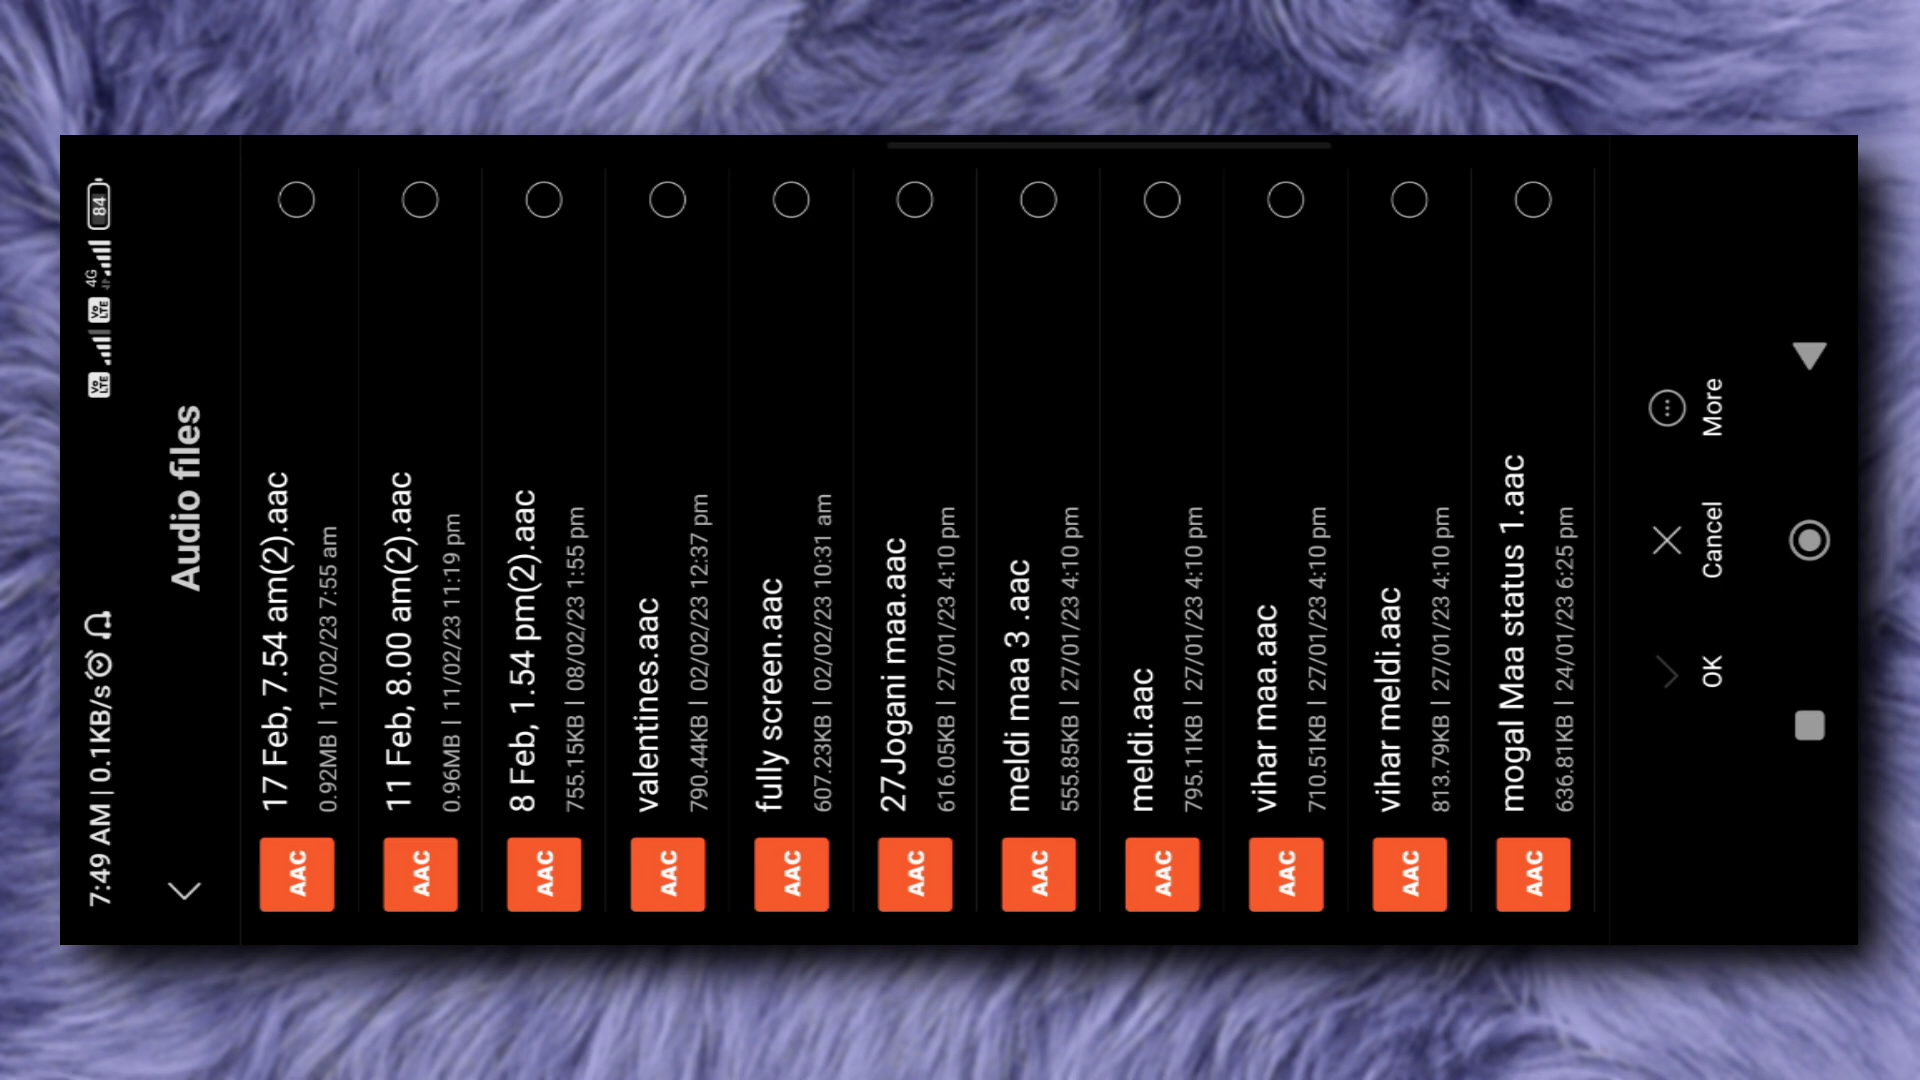 7:49 AM | 0.1KB/s Vo LTE Vo LTE 4G 84
Audio files
AAC 17 Feb, 7.54 am(2).aac
0.92MB | 17/02/23 7:55 am
AAC 11 Feb, 8.00 am(2).aac
0.96MB | 11/02/23 11:19 pm
AAC 8 Feb, 1.54 pm(2).aac
755.15KB | 08/02/23 1:55 pm
AAC valentines.aac
790.44KB | 02/02/23 12:37 pm
AAC fully screen.aac
607.23KB | 02/02/23 10:31 am
AAC 27Jogani maa.aac
616.05KB | 27/01/23 4:10 pm
AAC meldi maa 3 .aac
555.85KB | 27/01/23 4:10 pm
AAC meldi.aac
795.11KB | 27/01/23 4:10 pm
AAC vihar maa.aac
710.51KB | 27/01/23 4:10 pm
AAC vihar meldi.aac
813.79KB | 27/01/23 4:10 pm
AAC mogal Maa status 1.aac
636.81KB | 24/01/23 6:25 pm
OK Cancel More